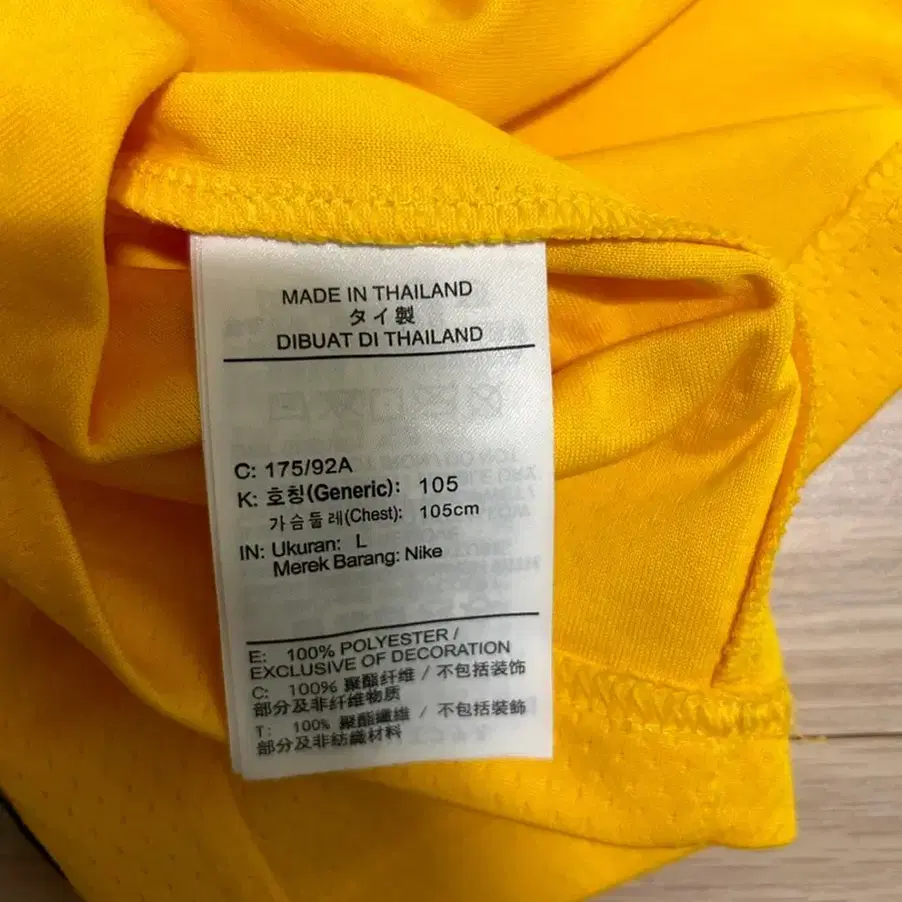 MADE IN THAILAND
タイ製
DIBUAT DI THAILAND
C: 175/92A
K: 호칭(Generic): 105
가슴둘레(Chest): 105cm
IN: Ukuran: L
Merek Barang: Nike
E: 100% POLYESTER /
EXCLUSIVE OF DECORATION
C: 100% 聚酯纤维 / 不包括装饰
部分及非纤维物质
T: 100% 聚酯纖維 / 不包括裝飾
部分及非紡織材料